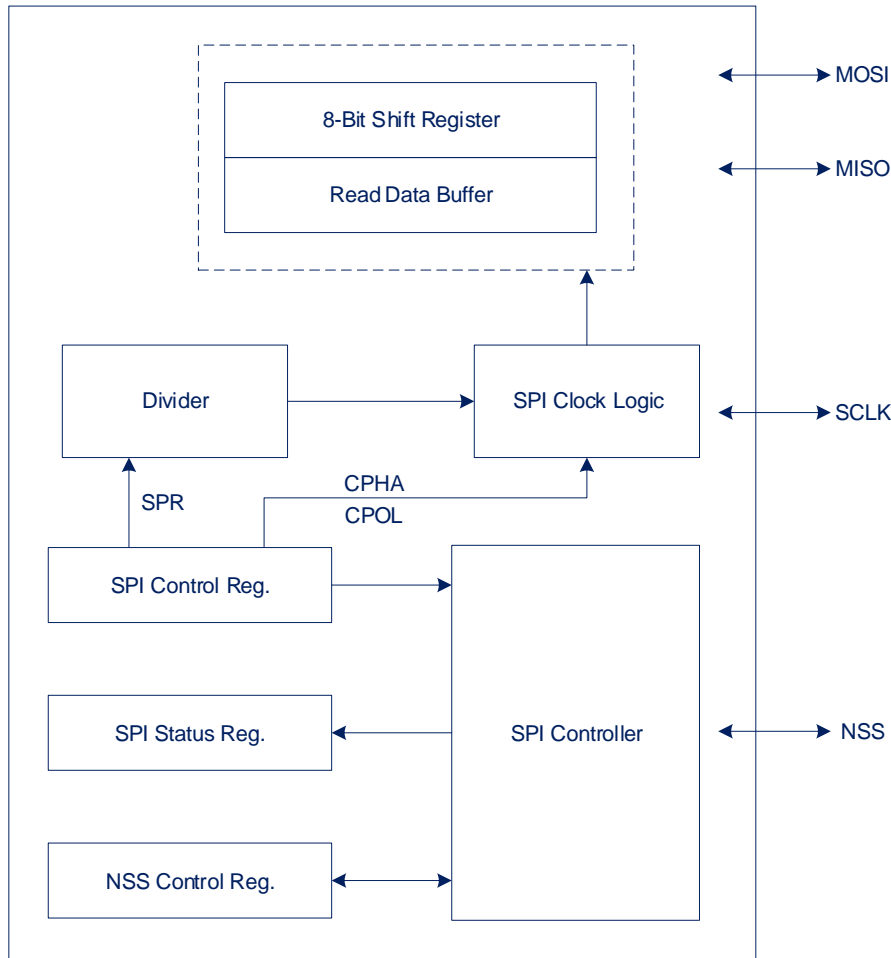 MOSI
8-Bit Shift Register
MISO
Read Data Buffer
Divider
SPI Clock Logic
SCLK
CPHA
SPR
CPOL
SPI Control Reg.
SPI Status Reg.
SPI Controller
NSS
NSS Control Reg.